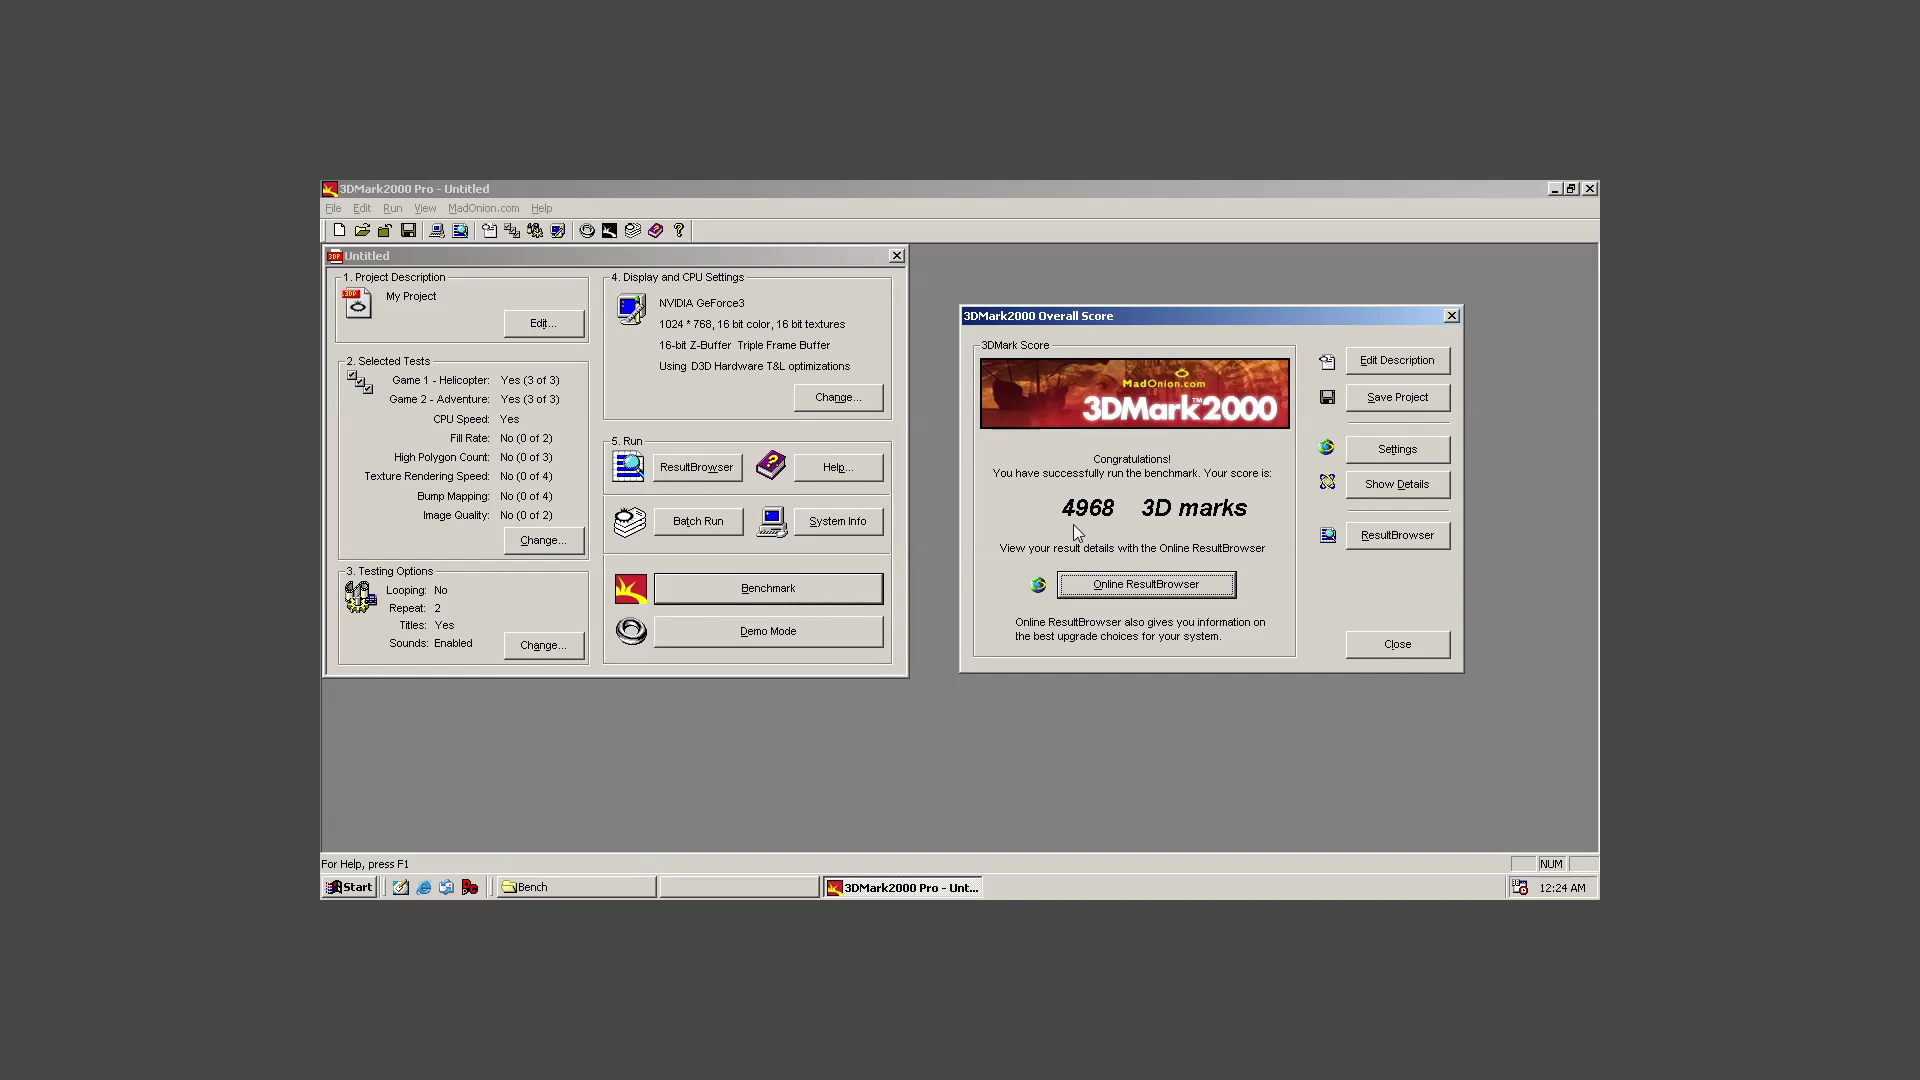 3DMark2000 Pro - Untitled
File Edit Run View MadOnion.com Help
Untitled
1. Project Description
My Project
Edit...
2. Selected Tests
Game 1 - Helicopter: Yes (3 of 3)
Game 2 - Adventure: Yes (3 of 3)
CPU Speed: Yes
Fill Rate: No (0 of 2)
High Polygon Count: No (0 of 3)
Texture Rendering Speed: No (0 of 4)
Bump Mapping: No (0 of 4)
Image Quality: No (0 of 2)
Change...
3. Testing Options
Looping: No
Repeat: 2
Titles: Yes
Sounds: Enabled
Change...
4. Display and CPU Settings
NVIDIA GeForce3
1024 * 768, 16 bit color, 16 bit textures
16-bit Z-Buffer Triple Frame Buffer
Using D3D Hardware T&L optimizations
Change...
5. Run
ResultBrowser Help...
Batch Run System Info
Benchmark
Demo Mode
3DMark2000 Overall Score
3DMark Score
MadOnion.com
3DMark™2000
Congratulations!
You have successfully run the benchmark. Your score is:
4968 3D marks
View your result details with the Online ResultBrowser
Online ResultBrowser
Online ResultBrowser also gives you information on
the best upgrade choices for your system.
Edit Description
Save Project
Settings
Show Details
ResultBrowser
Close
For Help, press F1
NUM
Start
Bench
3DMark2000 Pro - Unt...
12:24 AM